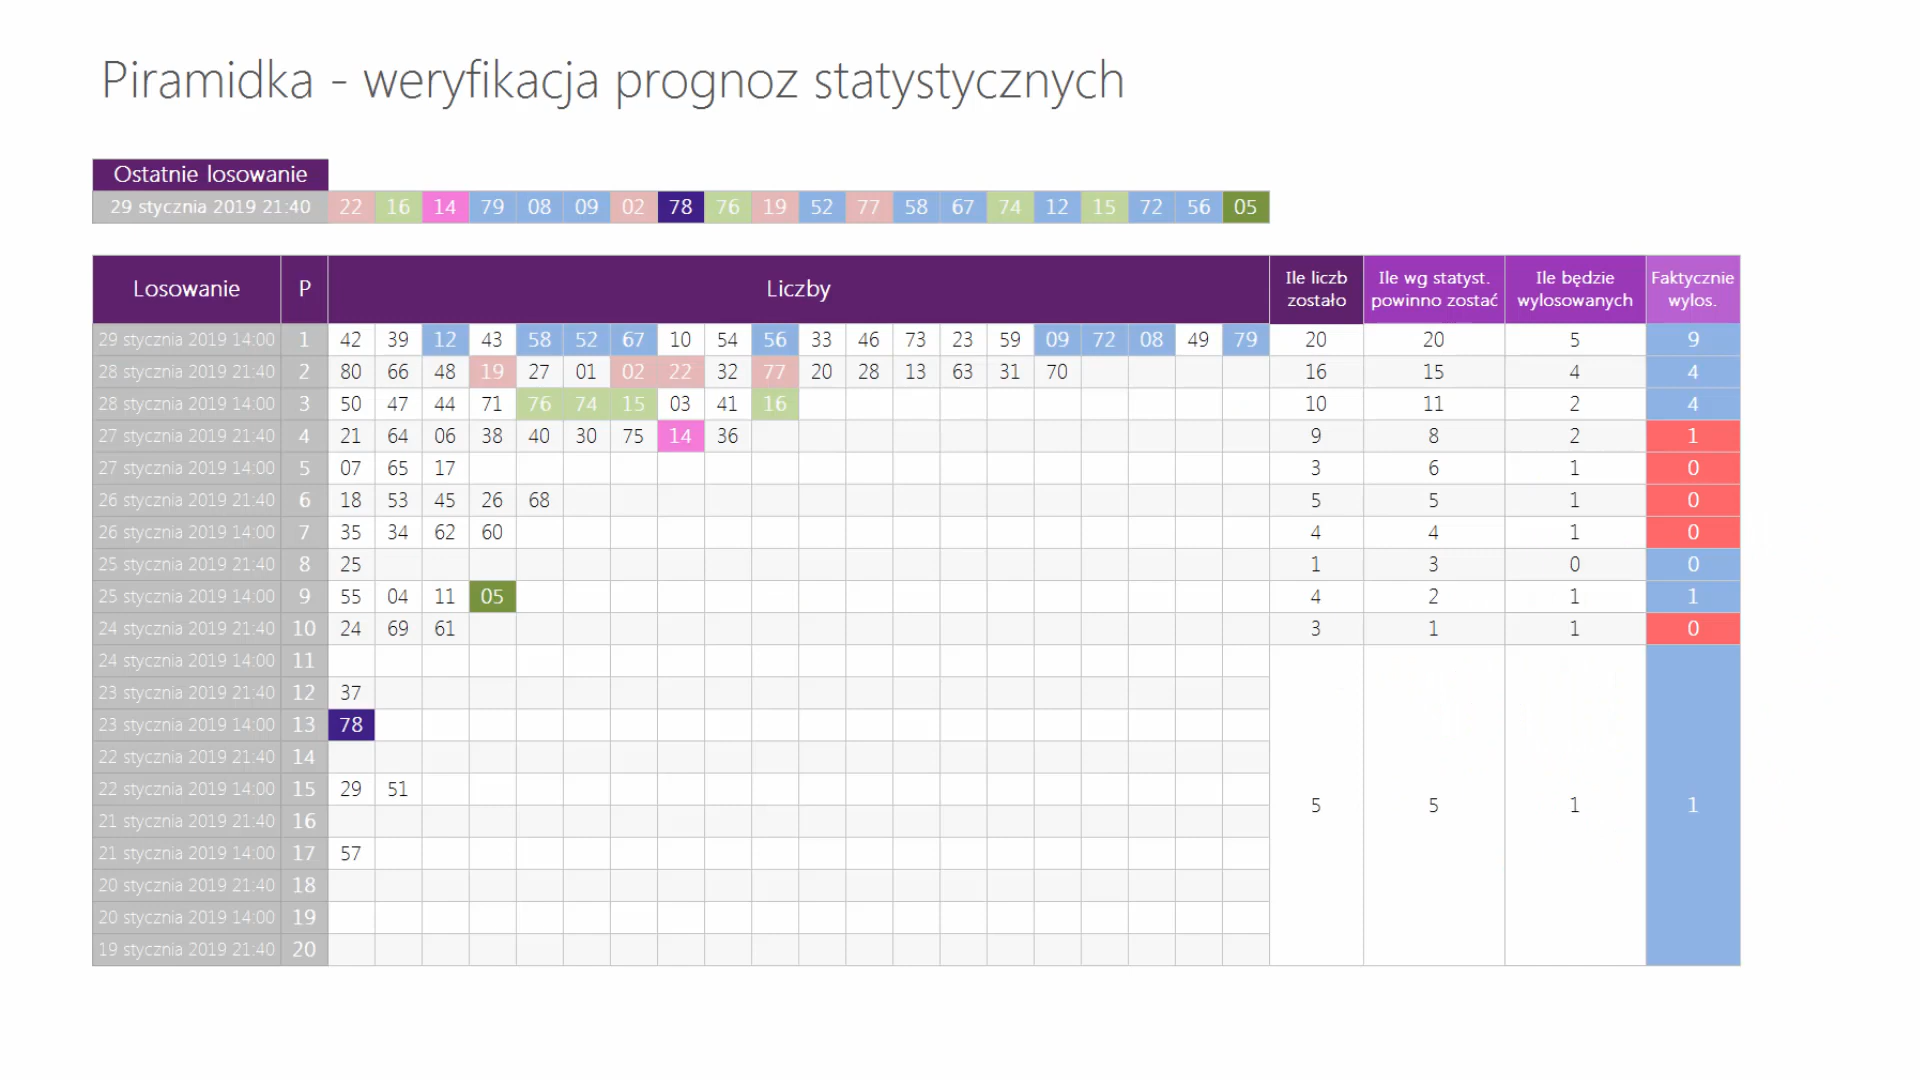 Piramidka - weryfikacja prognoz statystycznych
Ostatnie losowanie
29 stycznia 2019 21:40 22 16 14 79 08 09 02 78 76 19 52 77 58 67 74 12 15 72 56 05
Losowanie P Liczby Ile liczb zostało Ile wg statyst. powinno zostać Ile będzie wylosowanych Faktycznie wylos.
29 stycznia 2019 14:00 1 42 39 12 43 58 52 67 10 54 56 33 46 73 23 59 09 72 08 49 79 20 20 5 9
28 stycznia 2019 21:40 2 80 66 48 19 27 01 02 22 32 77 20 28 13 63 31 70 16 15 4 4
28 stycznia 2019 14:00 3 50 47 44 71 76 74 15 03 41 16 10 11 2 4
27 stycznia 2019 21:40 4 21 64 06 38 40 30 75 14 36 9 8 2 1
27 stycznia 2019 14:00 5 07 65 17 3 6 1 0
26 stycznia 2019 21:40 6 18 53 45 26 68 5 5 1 0
26 stycznia 2019 14:00 7 35 34 62 60 4 4 1 0
25 stycznia 2019 21:40 8 25 1 3 0 0
25 stycznia 2019 14:00 9 55 04 11 05 4 2 1 1
24 stycznia 2019 21:40 10 24 69 61 3 1 1 0
24 stycznia 2019 14:00 11
23 stycznia 2019 21:40 12 37
23 stycznia 2019 14:00 13 78
22 stycznia 2019 21:40 14
22 stycznia 2019 14:00 15 29 51
5 5 1 1
21 stycznia 2019 21:40 16
21 stycznia 2019 14:00 17 57
20 stycznia 2019 21:40 18
20 stycznia 2019 14:00 19
19 stycznia 2019 21:40 20